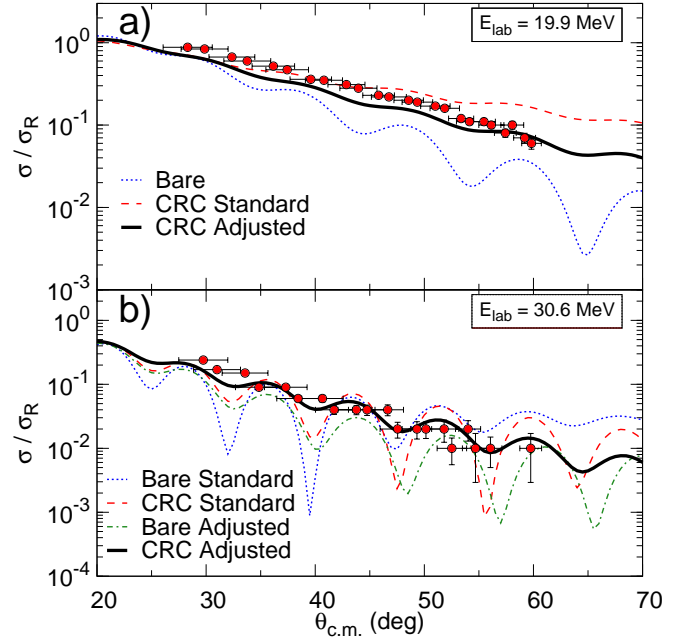 a)
E_lab = 19.9 MeV
10^0
10^-1
10^-2
10^-3
σ / σ_R
Bare
CRC Standard
CRC Adjusted
b)
E_lab = 30.6 MeV
10^0
10^-1
10^-2
10^-3
10^-4
σ / σ_R
Bare Standard
CRC Standard
Bare Adjusted
CRC Adjusted
20 30 40 50 60 70
θ_c.m. (deg)